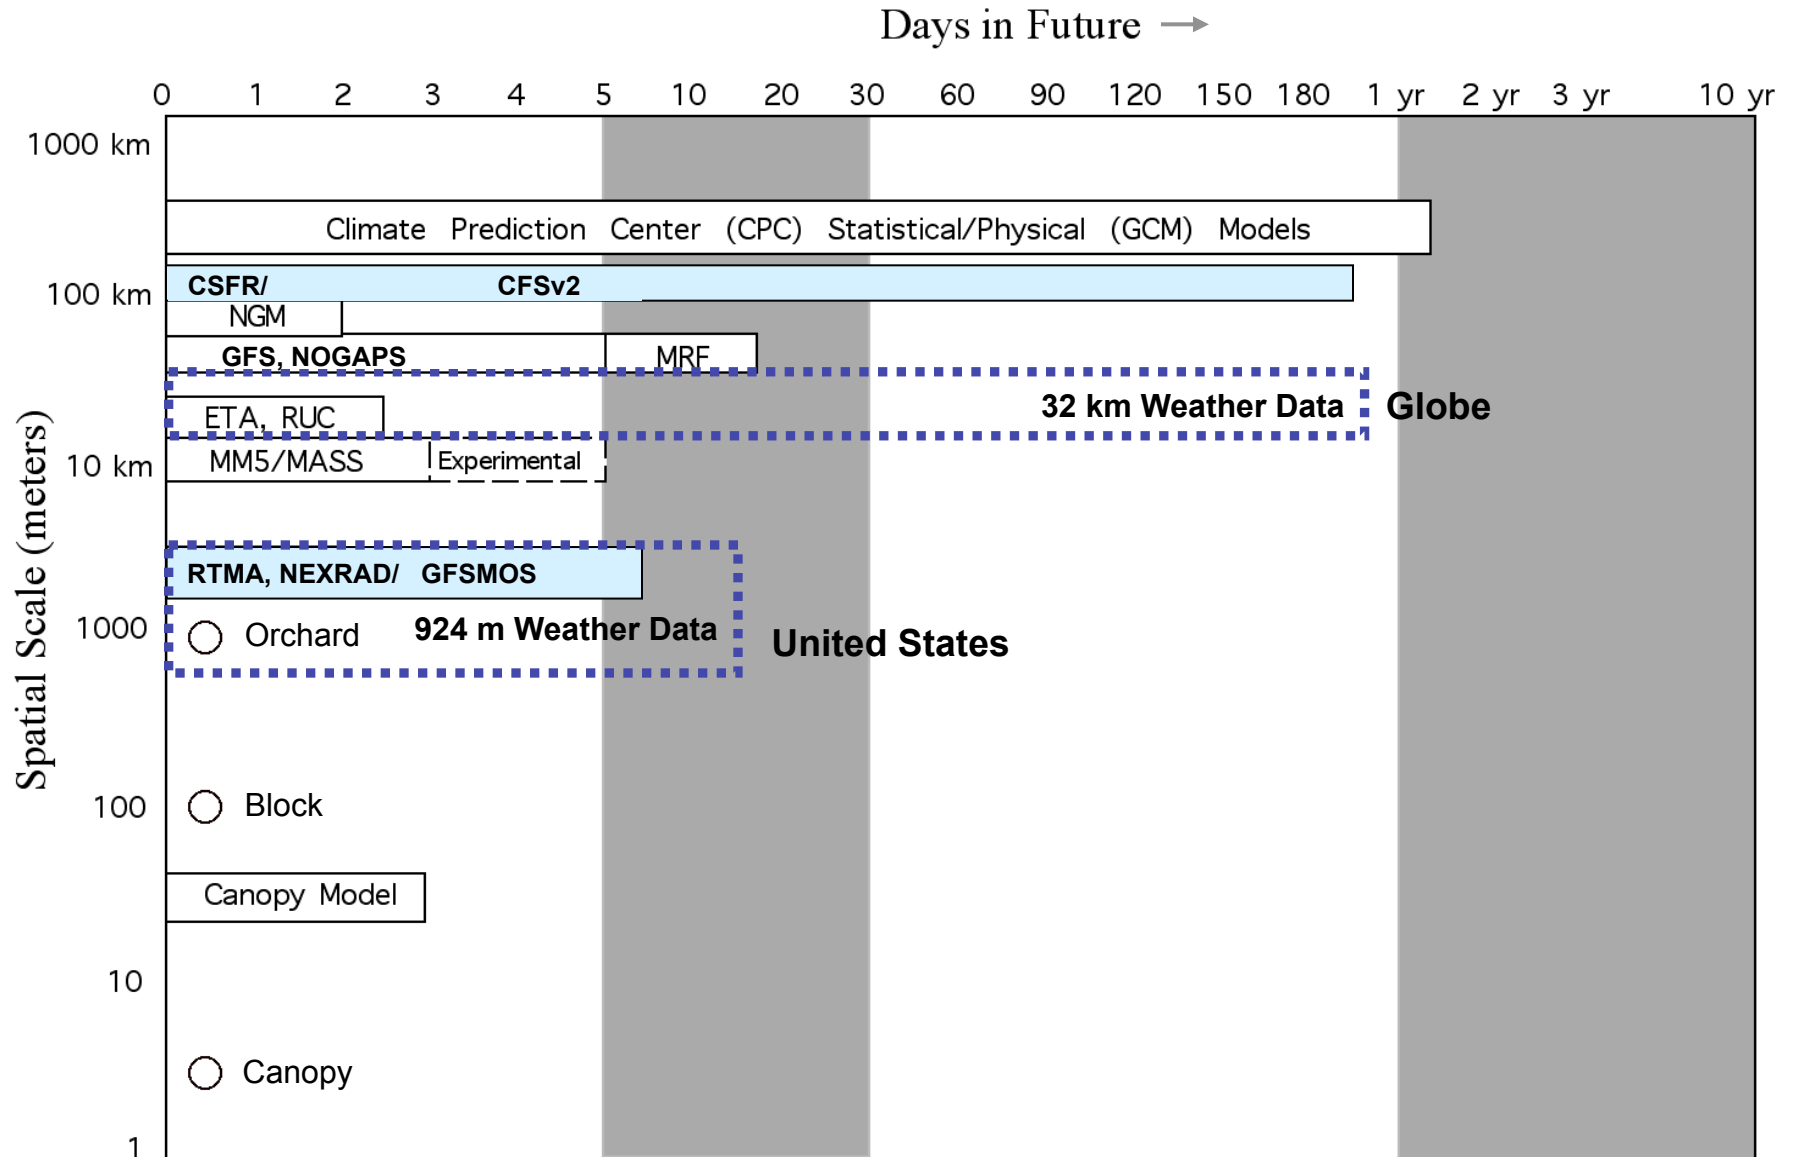 Days in Future
0 1 2 3 4 5 10 20 30 60 90 120 150 180 1 yr 2 yr 3 yr 10 yr
1000 km
Climate Prediction Center (CPC) Statistical/Physical (GCM) Models
CSFR/ CFSv2
100 km
NGM
GFS, NOGAPS MRF
32 km Weather Data Globe
ETA, RUC
10 km MM5/MASS Experimental
Spatial Scale (meters)
RTMA, NEXRAD/ GFSMOS
1000 Orchard 924 m Weather Data United States
100 Block
Canopy Model
10
Canopy
1